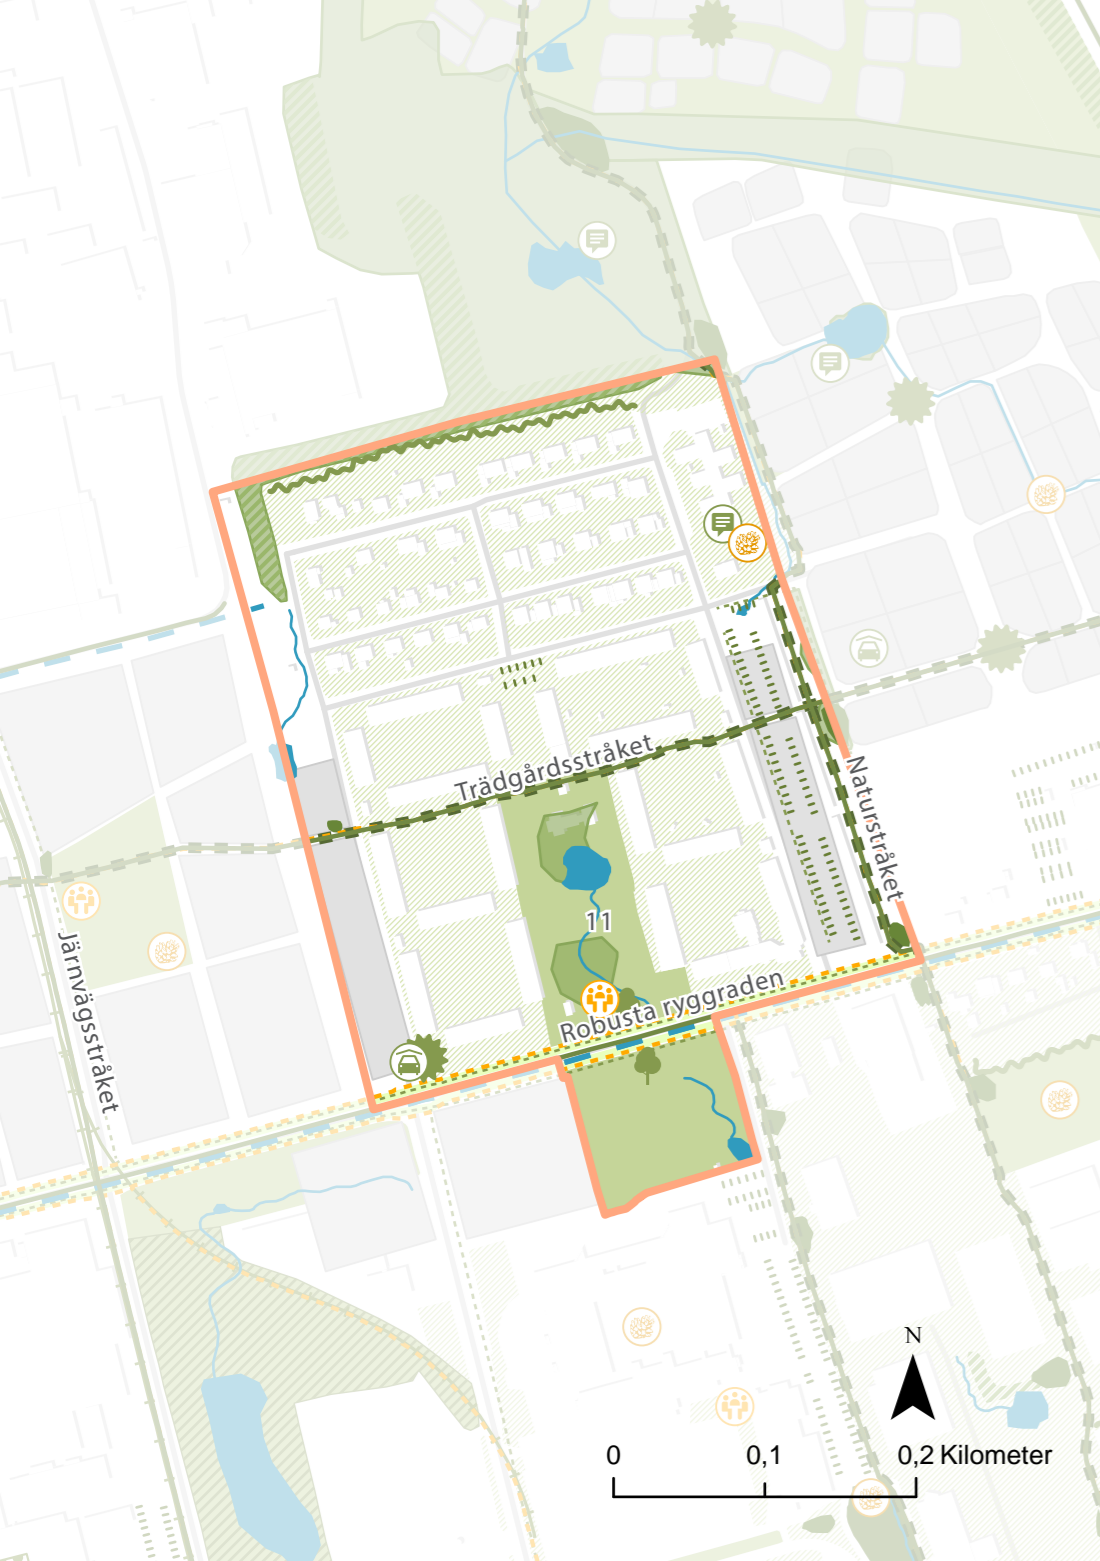 Trädgårdsstråket
Naturstråket
11
Järnvägsstråket
Robusta ryggraden
N
0 0,1 0,2 Kilometer